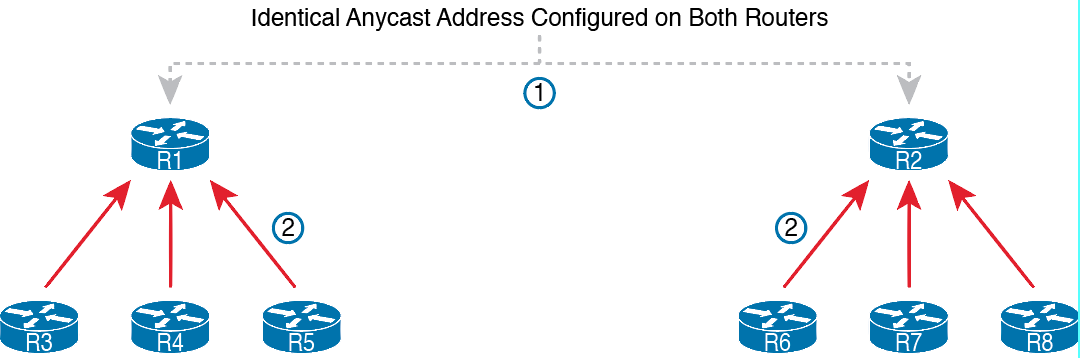 Identical Anycast Address Configured on Both Routers
1
R1
R2
2
2
R3
R4
R5
R6
R7
R8